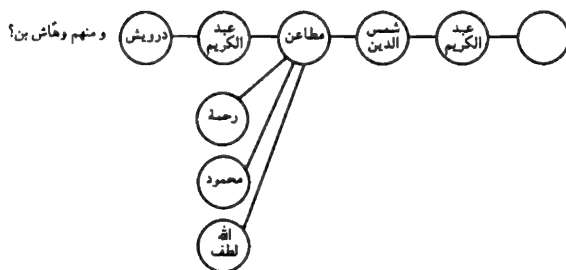 عبد الكريم
شمس الدين
مطاعن
عبد الكريم
درويش
و منهم وهّاش بن؟
رحمة
محمود
الله
لطف